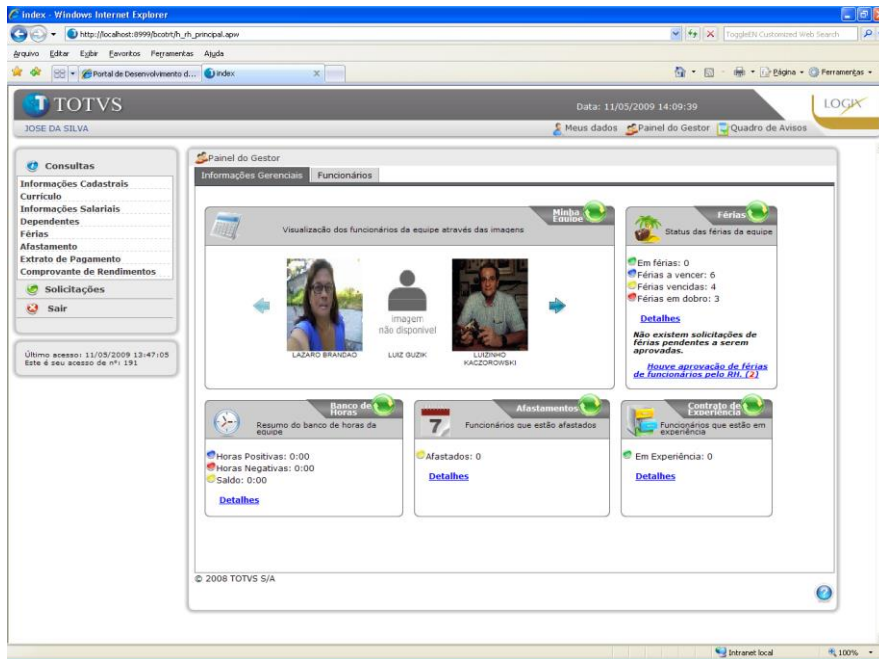 index - Windows Internet Explorer
http://localhost:8999/bcotrt/h_rh_principal.apw
ToggleEN Customized Web Search
Arquivo Editar Exibir Favoritos Ferramentas Ajuda
Portal de Desenvolvimento d... index
Página Ferramentas
TOTVS
Data: 11/05/2009 14:09:39
LOGIX
JOSE DA SILVA
Meus dados Painel do Gestor Quadro de Avisos
Consultas
Informações Cadastrais
Currículo
Informações Salariais
Dependentes
Férias
Afastamento
Extrato de Pagamento
Comprovante de Rendimentos
Solicitações
Sair
Último acesso: 11/05/2009 13:47:05
Este é seu acesso de nº: 191
Painel do Gestor
Informações Gerenciais Funcionários
Minha Equipe
Visualização dos funcionários da equipe através das imagens
imagem
não disponivel
LAZARO BRANDAO
LUIZ GUZIK
LUIZINHO
KACZOROWSKI
Férias
Status das férias da equipe
Em férias: 0
Férias a vencer: 6
Férias vencidas: 4
Férias em dobro: 3
Detalhes
Não existem solicitações de
férias pendentes a serem
aprovadas.
Houve aprovação de férias
de funcionários pelo RH. (2)
Banco de
Horas
Resumo do banco de horas da
equipe
Horas Positivas: 0:00
Horas Negativas: 0:00
Saldo: 0:00
Detalhes
Afastamentos
7
Funcionários que estão afastados
Afastados: 0
Detalhes
Contrato de
Experiência
Funcionários que estão em
experiência
Em Experiência: 0
Detalhes
© 2008 TOTVS S/A
Intranet local
100%